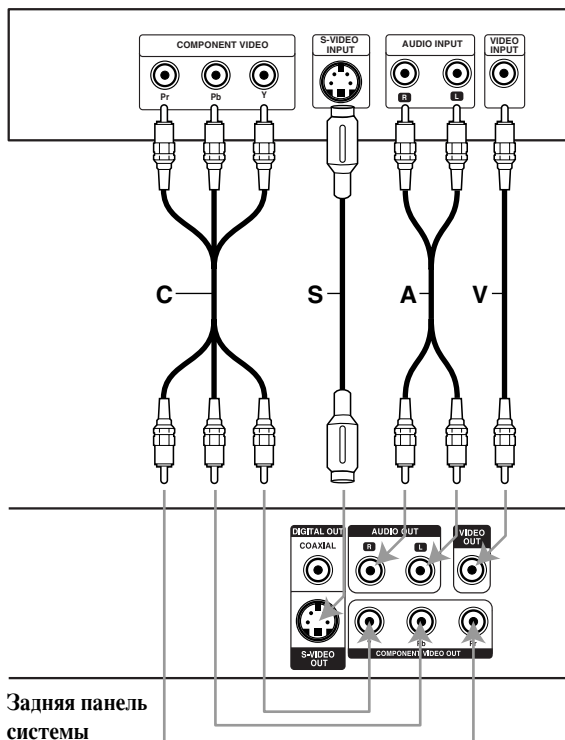 COMPONENT VIDEO
S-VIDEO
INPUT
AUDIO INPUT
VIDEO
INPUT
Pr Pb Y
R L
C S A V
DIGITAL OUT
COAXIAL
AUDIO OUT
R L
VIDEO
OUT
S-VIDEO
OUT
Pb Pr
COMPONENT VIDEO OUT
Задняя панель
системы